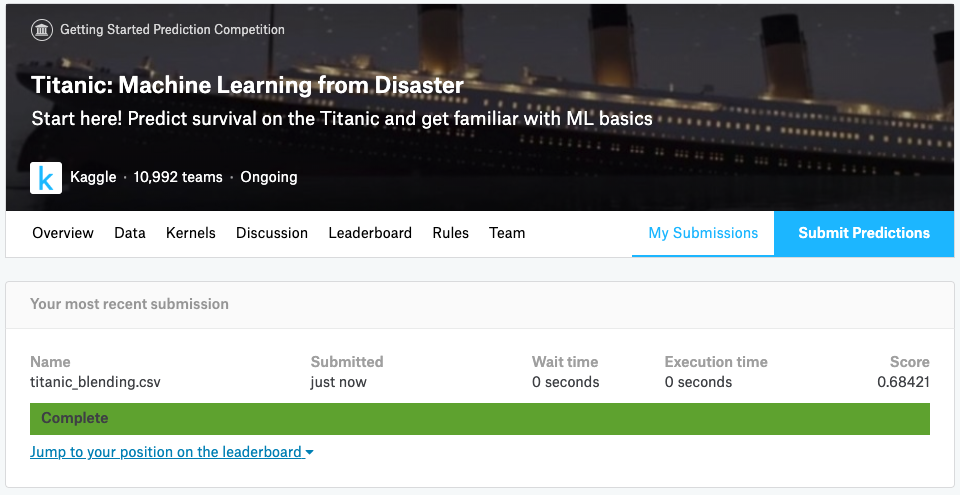 Getting Started Prediction Competition
Titanic: Machine Learning from Disaster
Start here! Predict survival on the Titanic and get familiar with ML basics
k Kaggle · 10,992 teams · Ongoing
Overview Data Kernels Discussion Leaderboard Rules Team My Submissions Submit Predictions
Your most recent submission
Name Submitted Wait time Execution time Score
titanic_blending.csv just now 0 seconds 0 seconds 0.68421
Complete
Jump to your position on the leaderboard